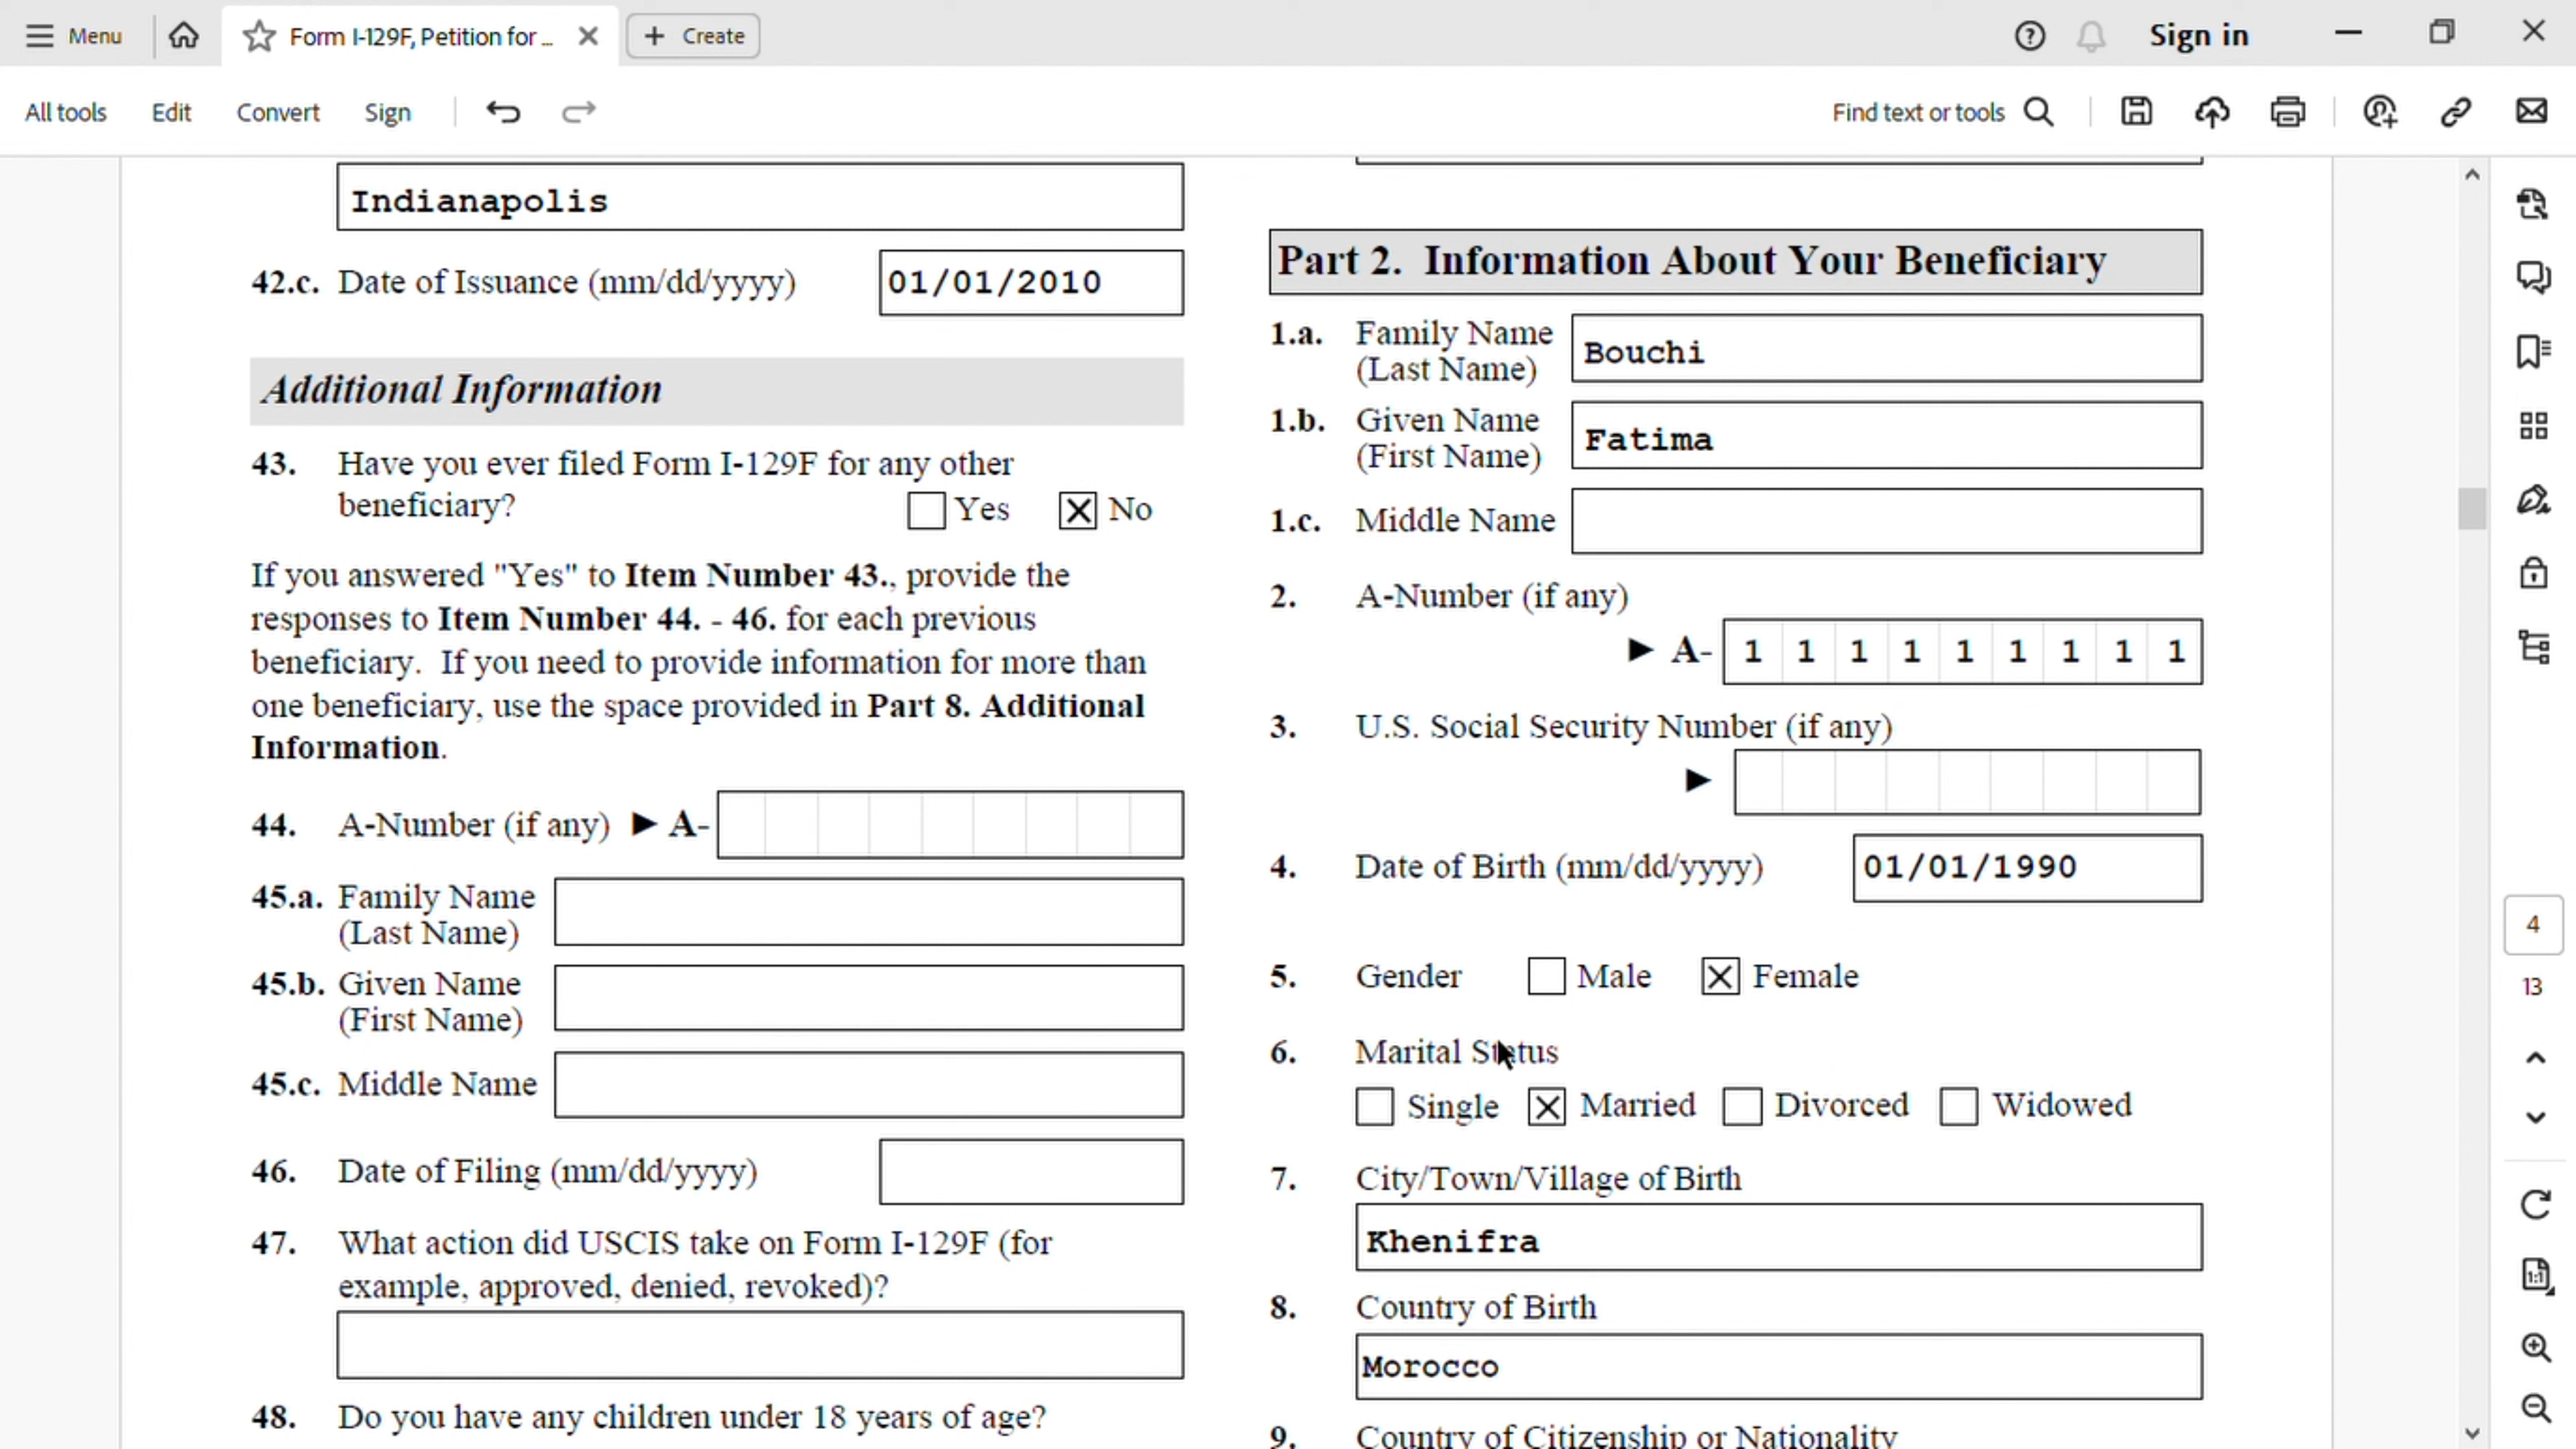 Menu
Form I-129F, Petition for ...
Create
Sign in
All tools
Edit
Convert
Sign
Find text or tools
Indianapolis
42.c. Date of Issuance (mm/dd/yyyy) 01/01/2010
Additional Information
43. Have you ever filed Form I-129F for any other
beneficiary? Yes No
If you answered "Yes" to Item Number 43., provide the
responses to Item Number 44. - 46. for each previous
beneficiary. If you need to provide information for more than
one beneficiary, use the space provided in Part 8. Additional
Information.
44. A-Number (if any) ► A-
45.a. Family Name
(Last Name)
45.b. Given Name
(First Name)
45.c. Middle Name
46. Date of Filing (mm/dd/yyyy)
47. What action did USCIS take on Form I-129F (for
example, approved, denied, revoked)?
48. Do you have any children under 18 years of age?
Part 2. Information About Your Beneficiary
1.a. Family Name
(Last Name)
Bouchi
1.b. Given Name
(First Name)
Fatima
1.c. Middle Name
2. A-Number (if any)
► A- 1 1 1 1 1 1 1 1 1
3. U.S. Social Security Number (if any)
►
4. Date of Birth (mm/dd/yyyy) 01/01/1990
5. Gender Male Female
6. Marital Status
Single Married Divorced Widowed
7. City/Town/Village of Birth
Khenifra
8. Country of Birth
Morocco
9. Country of Citizenship or Nationality
4
13
1:1